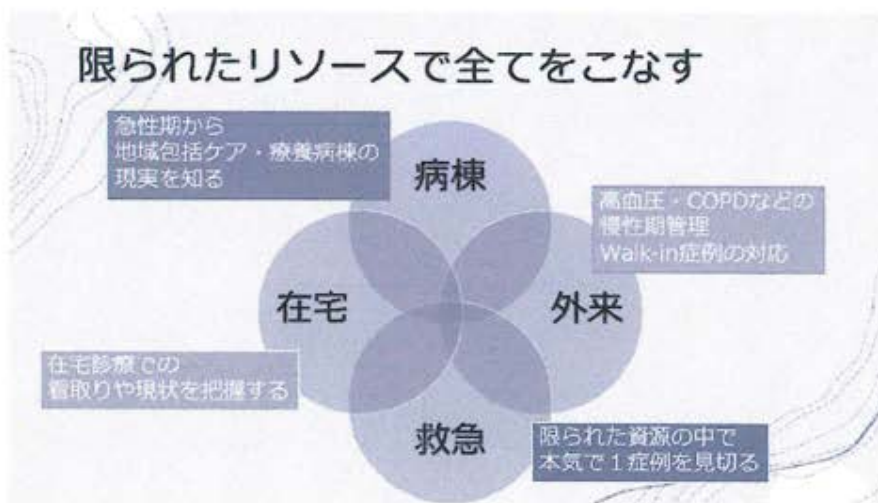 限られたリソースで全てをこなす
急性期から
地域包括ケア・療養病棟の
現実を知る
病棟
高血圧・COPDなどの
慢性期管理
Walk-in症例の対応
在宅
外来
在宅診療での
看取りや現状を把握する
救急
限られた資源の中で
本気で1症例を見切る